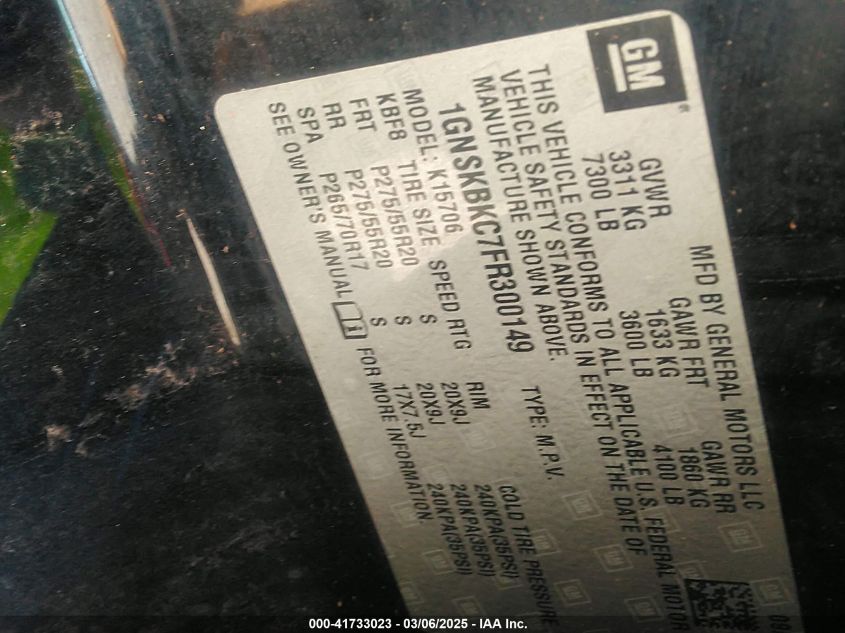 GM
®
MFD BY GENERAL MOTORS LLC
GVWR GAWR FRT GAWR RR
3311 KG 1633 KG 1860 KG
7300 LB 3600 LB 4100 LB
THIS VEHICLE CONFORMS TO ALL APPLICABLE U.S. FEDERAL MOTOR
VEHICLE SAFETY STANDARDS IN EFFECT ON THE DATE OF
MANUFACTURE SHOWN ABOVE.
1GNSKBKC7FR300149 TYPE: M.P.V.
MODEL: K15706
KBF8 TIRE SIZE SPEED RTG RIM COLD TIRE PRESSURE
FRT P275/55R20 S 20X9J 240KPA(35PSI)
RR P275/55R20 S 20X9J 240KPA(35PSI)
SPA P265/70R17 S 17X7.5J 240KPA(35PSI)
SEE OWNER'S MANUAL FOR MORE INFORMATION
000-41733023 - 03/06/2025 - IAA Inc.